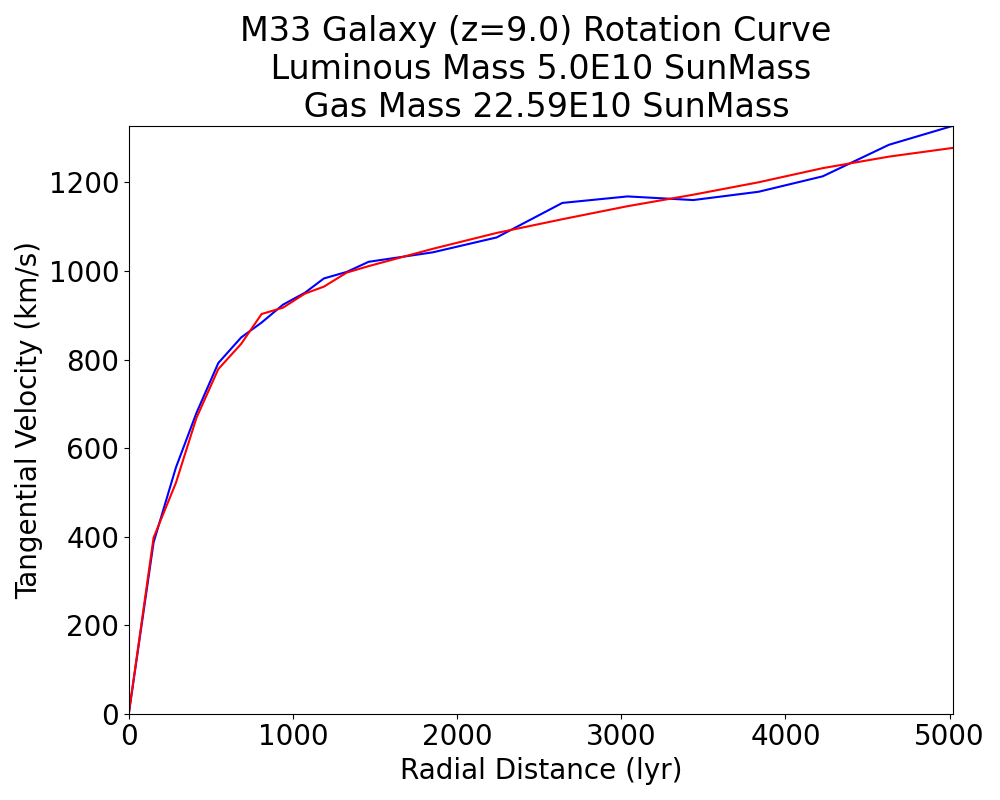 M33 Galaxy (z=9.0) Rotation Curve
Luminous Mass 5.0E10 SunMass
Gas Mass 22.59E10 SunMass
Tangential Velocity (km/s)
1200
1000
800
600
400
200
0
0 1000 2000 3000 4000 5000
Radial Distance (lyr)